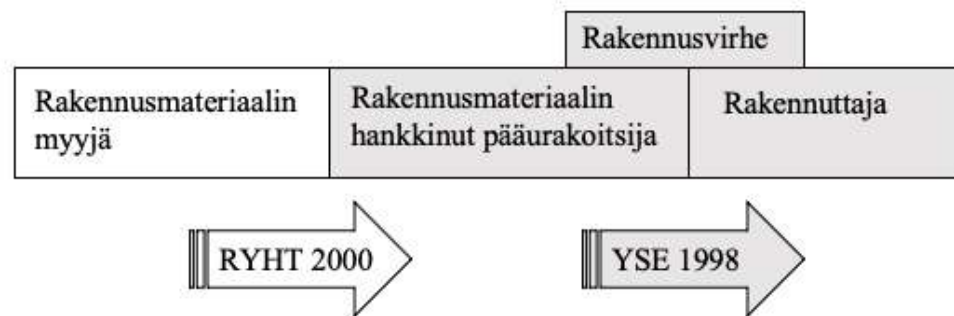 Rakennusvirhe
Rakennusmateriaalin
myyjä
Rakennusmateriaalin
hankkinut pääurakoitsija
Rakennuttaja
RYHT 2000
YSE 1998